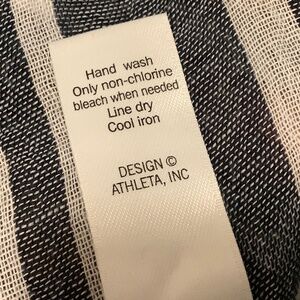 Hand wash
Only non-chlorine
bleach when needed
Line dry
Cool iron
DESIGN ©
ATHLETA, INC